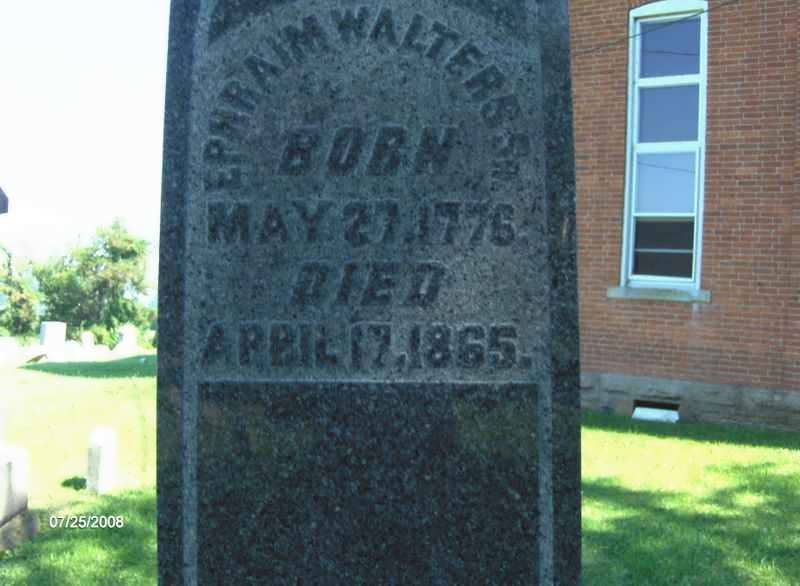 EPHRAIM WALTERS SR.
BORN
MAY 27, 1776.
DIED
APRIL 17, 1865.
07/25/2008